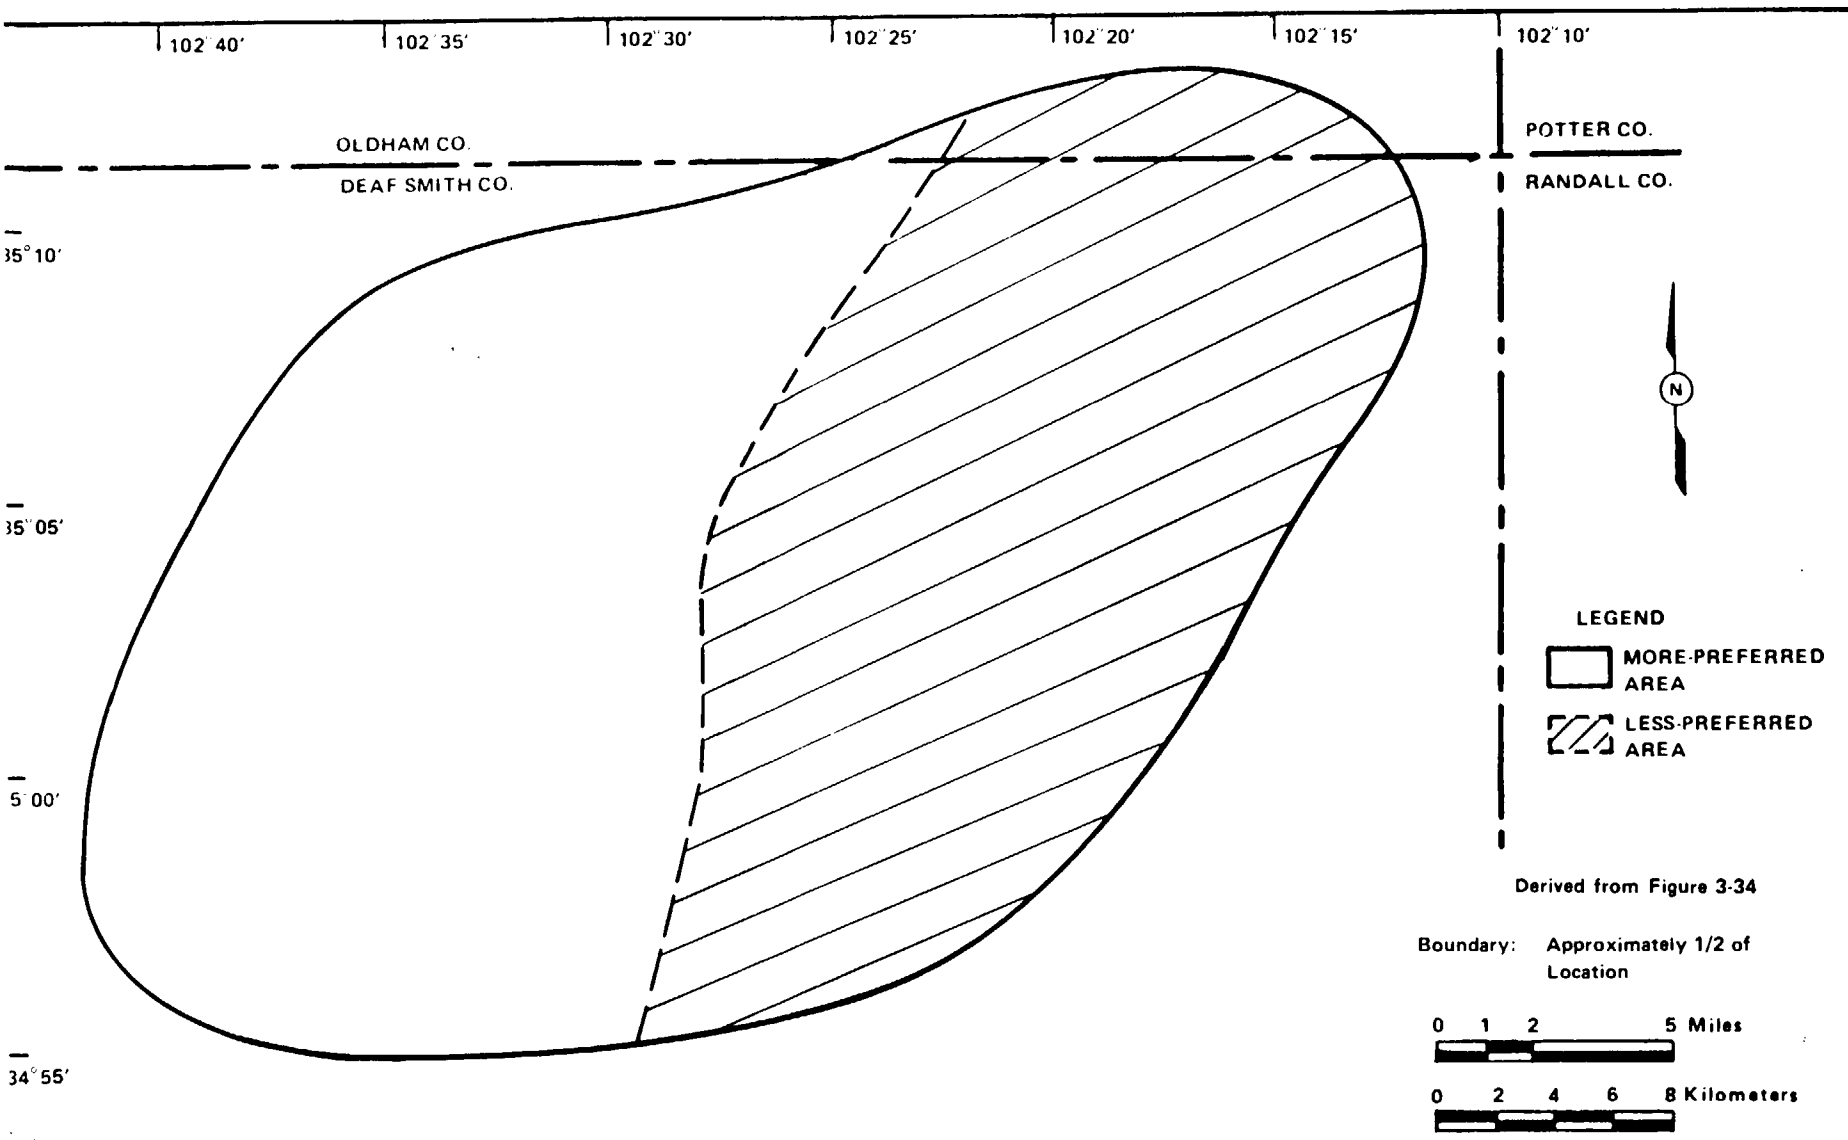 102°40'
102°35'
102°30'
102°25'
102°20'
102°15'
102°10'
OLDHAM CO.
POTTER CO.
DEAF SMITH CO.
RANDALL CO.
35°10'
N
35°05'
LEGEND
MORE-PREFERRED
AREA
LESS-PREFERRED
AREA
5°00'
Derived from Figure 3-34
Boundary: Approximately 1/2 of
Location
0 1 2 5 Miles
34°55'
0 2 4 6 8 Kilometers